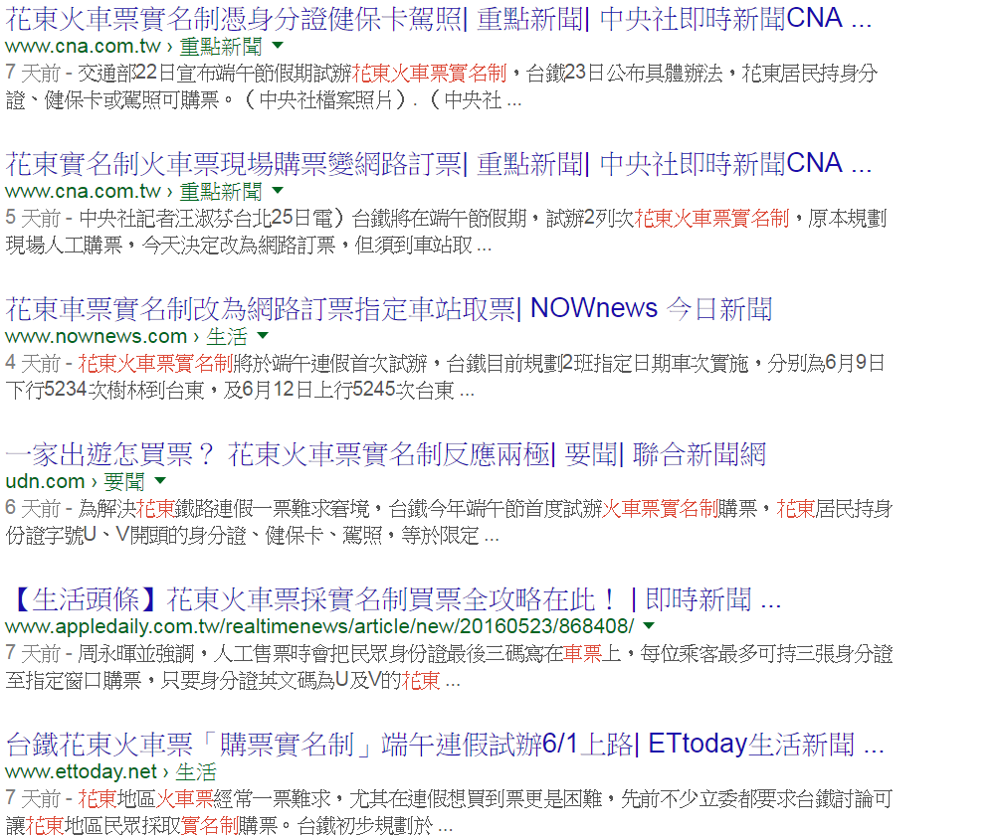 花東火車票實名制憑身分證健保卡駕照| 重點新聞| 中央社即時新聞CNA ...
www.cna.com.tw › 重點新聞
7 天前 - 交通部22日宣布端午節假期試辦花東火車票實名制，台鐵23日公布具體辦法，花東居民持身分
證、健保卡或駕照可購票。（中央社檔案照片）. （中央社 ...
花東實名制火車票現場購票變網路訂票| 重點新聞| 中央社即時新聞CNA ...
www.cna.com.tw › 重點新聞
5 天前 - 中央社記者汪淑芬台北25日電）台鐵將在端午節假期，試辦2列次花東火車票實名制，原本規劃
現場人工購票，今天決定改為網路訂票，但須到車站取 ...
花東車票實名制改為網路訂票指定車站取票| NOWnews 今日新聞
www.nownews.com › 生活
4 天前 - 花東火車票實名制將於端午連假首次試辦，台鐵目前規劃2班指定日期車次實施，分別為6月9日
下行5234次樹林到台東，及6月12日上行5245次台東 ...
一家出遊怎買票？ 花東火車票實名制反應兩極| 要聞| 聯合新聞網
udn.com › 要聞
6 天前 - 為解決花東鐵路連假一票難求窘境，台鐵今年端午節首度試辦火車票實名制購票，花東居民持身
份證字號U、V開頭的身分證、健保卡、駕照，等於限定 ...
【生活頭條】花東火車票採實名制買票全攻略在此！ | 即時新聞 ...
www.appledaily.com.tw/realtimenews/article/new/20160523/868408/
7 天前 - 周永暉並強調，人工售票時會把民眾身份證最後三碼寫在車票上，每位乘客最多可持三張身分證
至指定窗口購票，只要身分證英文碼為U及V的花東 ...
台鐵花東火車票「購票實名制」端午連假試辦6/1上路| ETtoday生活新聞 ...
www.ettoday.net › 生活
7 天前 - 花東地區火車票經常一票難求，尤其在連假想買到票更是困難，先前不少立委都要求台鐵討論可
讓花東地區民眾採取實名制購票。台鐵初步規劃於 ...